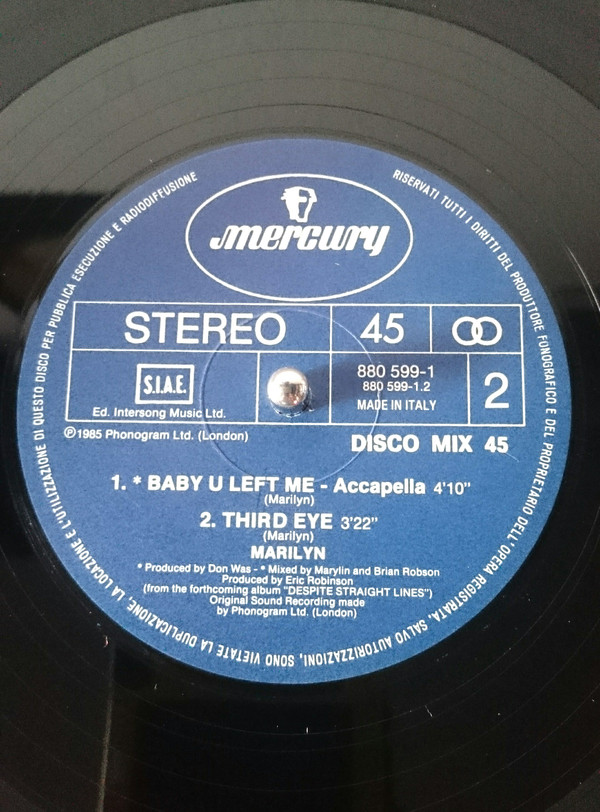 mercury
STEREO
45
S.I.A.E.
Ed. Intersong Music Ltd.
880 599-1
880 599-1.2
MADE IN ITALY
2
℗1985 Phonogram Ltd. (London)
DISCO MIX 45
1. * BABY U LEFT ME - Accapella 4'10"
(Marilyn)
2. THIRD EYE 3'22"
(Marilyn)
MARILYN
* Produced by Don Was - * Mixed by Marylin and Brian Robson
Produced by Eric Robinson
(from the forthcoming album "DESPITE STRAIGHT LINES")
Original Sound Recording made
by Phonogram Ltd. (London)
RISERVATI TUTTI I DIRITTI DEL PRODUTTORE FUNOGRAFICO E DEL PROPRIETARIO DELL'OPERA REGISTRATA. SALVO AUTORIZZAZIONI, SONO VIETATE LA DUPLICAZIONE, LA LOCAZIONE E L'UTILIZZAZIONE DI QUESTO DISCO PER PUBBLICA ESECUZIONE E RADIODIFFUSIONE